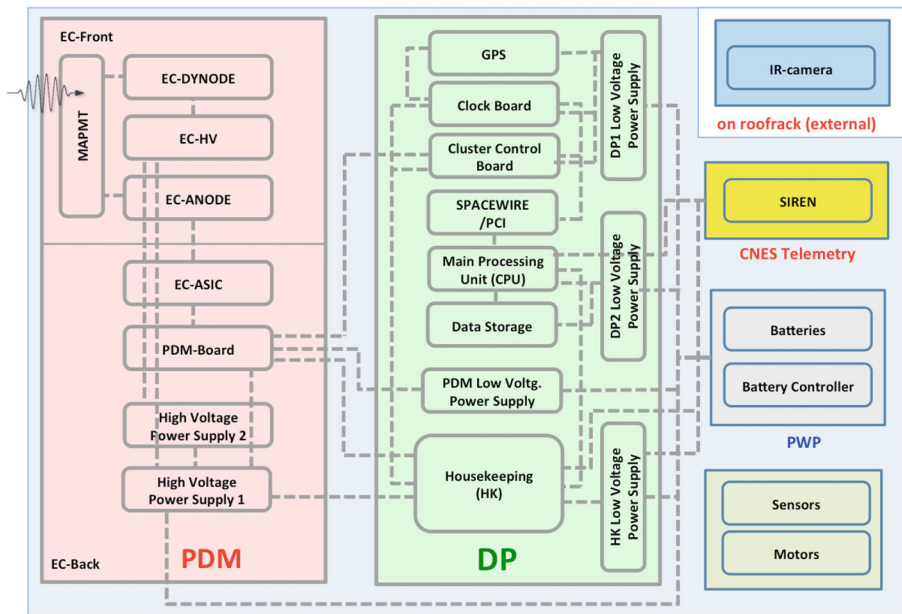 EC-Front
MAPMT
EC-DYNODE
EC-HV
EC-ANODE
EC-ASIC
PDM-Board
High Voltage
Power Supply 2
High Voltage
Power Supply 1
EC-Back
PDM
GPS
Clock Board
Cluster Control
Board
SPACEWIRE
/PCI
Main Processing
Unit (CPU)
Data Storage
PDM Low Voltg.
Power Supply
Housekeeping
(HK)
DP1 Low Voltage
Power Supply
DP2 Low Voltage
Power Supply
HK Low Voltage
Power Supply
DP
IR-camera
on roofrack (external)
SIREN
CNES Telemetry
Batteries
Battery Controller
PWP
Sensors
Motors